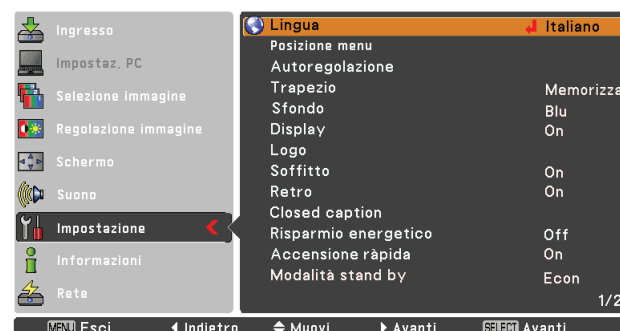 Ingresso
Impostaz. PC
Selezione immagine
Regolazione immagine
Schermo
Suono
Impostazione
Informazioni
Rete
Lingua Italiano
Posizione menu
Autoregolazione
Trapezio Memorizza
Sfondo Blu
Display On
Logo
Soffitto On
Retro On
Closed caption
Risparmio energetico Off
Accensione ràpida On
Modalità stand by Econ
1/2
MENU Esci Indietro Muovi Avanti SELECT Avanti